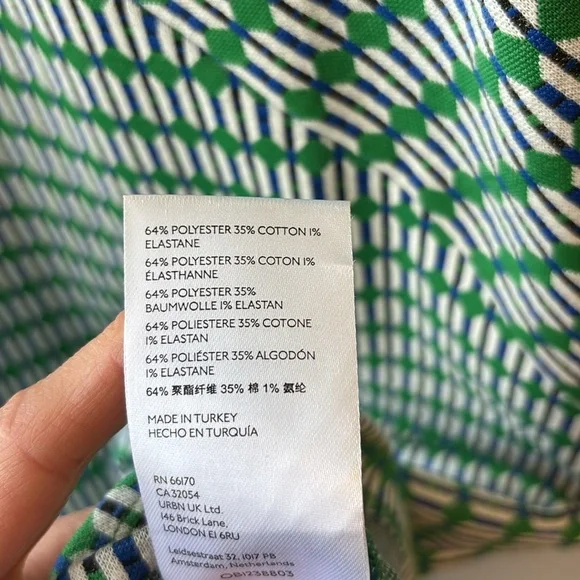 64% POLYESTER 35% COTTON 1%
ELASTANE
64% POLYESTER 35% COTON 1%
ÉLASTHANNE
64% POLYESTER 35%
BAUMWOLLE 1% ELASTAN
64% POLIESTERE 35% COTONE
1% ELASTAN
64% POLIÉSTER 35% ALGODÓN
1% ELASTANE
64% 聚酯纤维 35% 棉 1% 氨纶
MADE IN TURKEY
HECHO EN TURQUÍA
RN 66170
CA32054
URBN UK Ltd.
146 Brick Lane,
LONDON E1 6RU
Leidsestraat 32, 1017 PB
Amsterdam, Netherlands
OB1238803